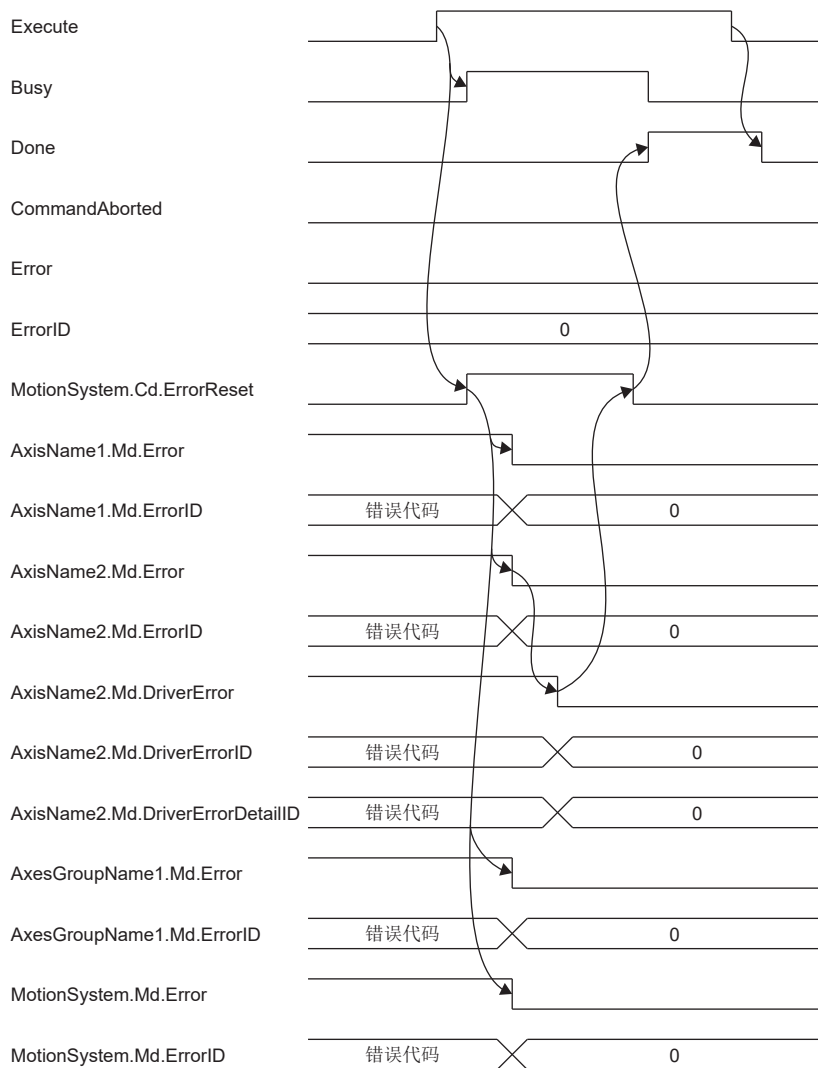 Execute
Busy
Done
CommandAborted
Error
ErrorID 0
MotionSystem.Cd.ErrorReset
AxisName1.Md.Error
AxisName1.Md.ErrorID 错误代码 0
AxisName2.Md.Error
AxisName2.Md.ErrorID 错误代码 0
AxisName2.Md.DriverError
AxisName2.Md.DriverErrorID 错误代码 0
AxisName2.Md.DriverErrorDetailID 错误代码 0
AxesGroupName1.Md.Error
AxesGroupName1.Md.ErrorID 错误代码 0
MotionSystem.Md.Error
MotionSystem.Md.ErrorID 错误代码 0